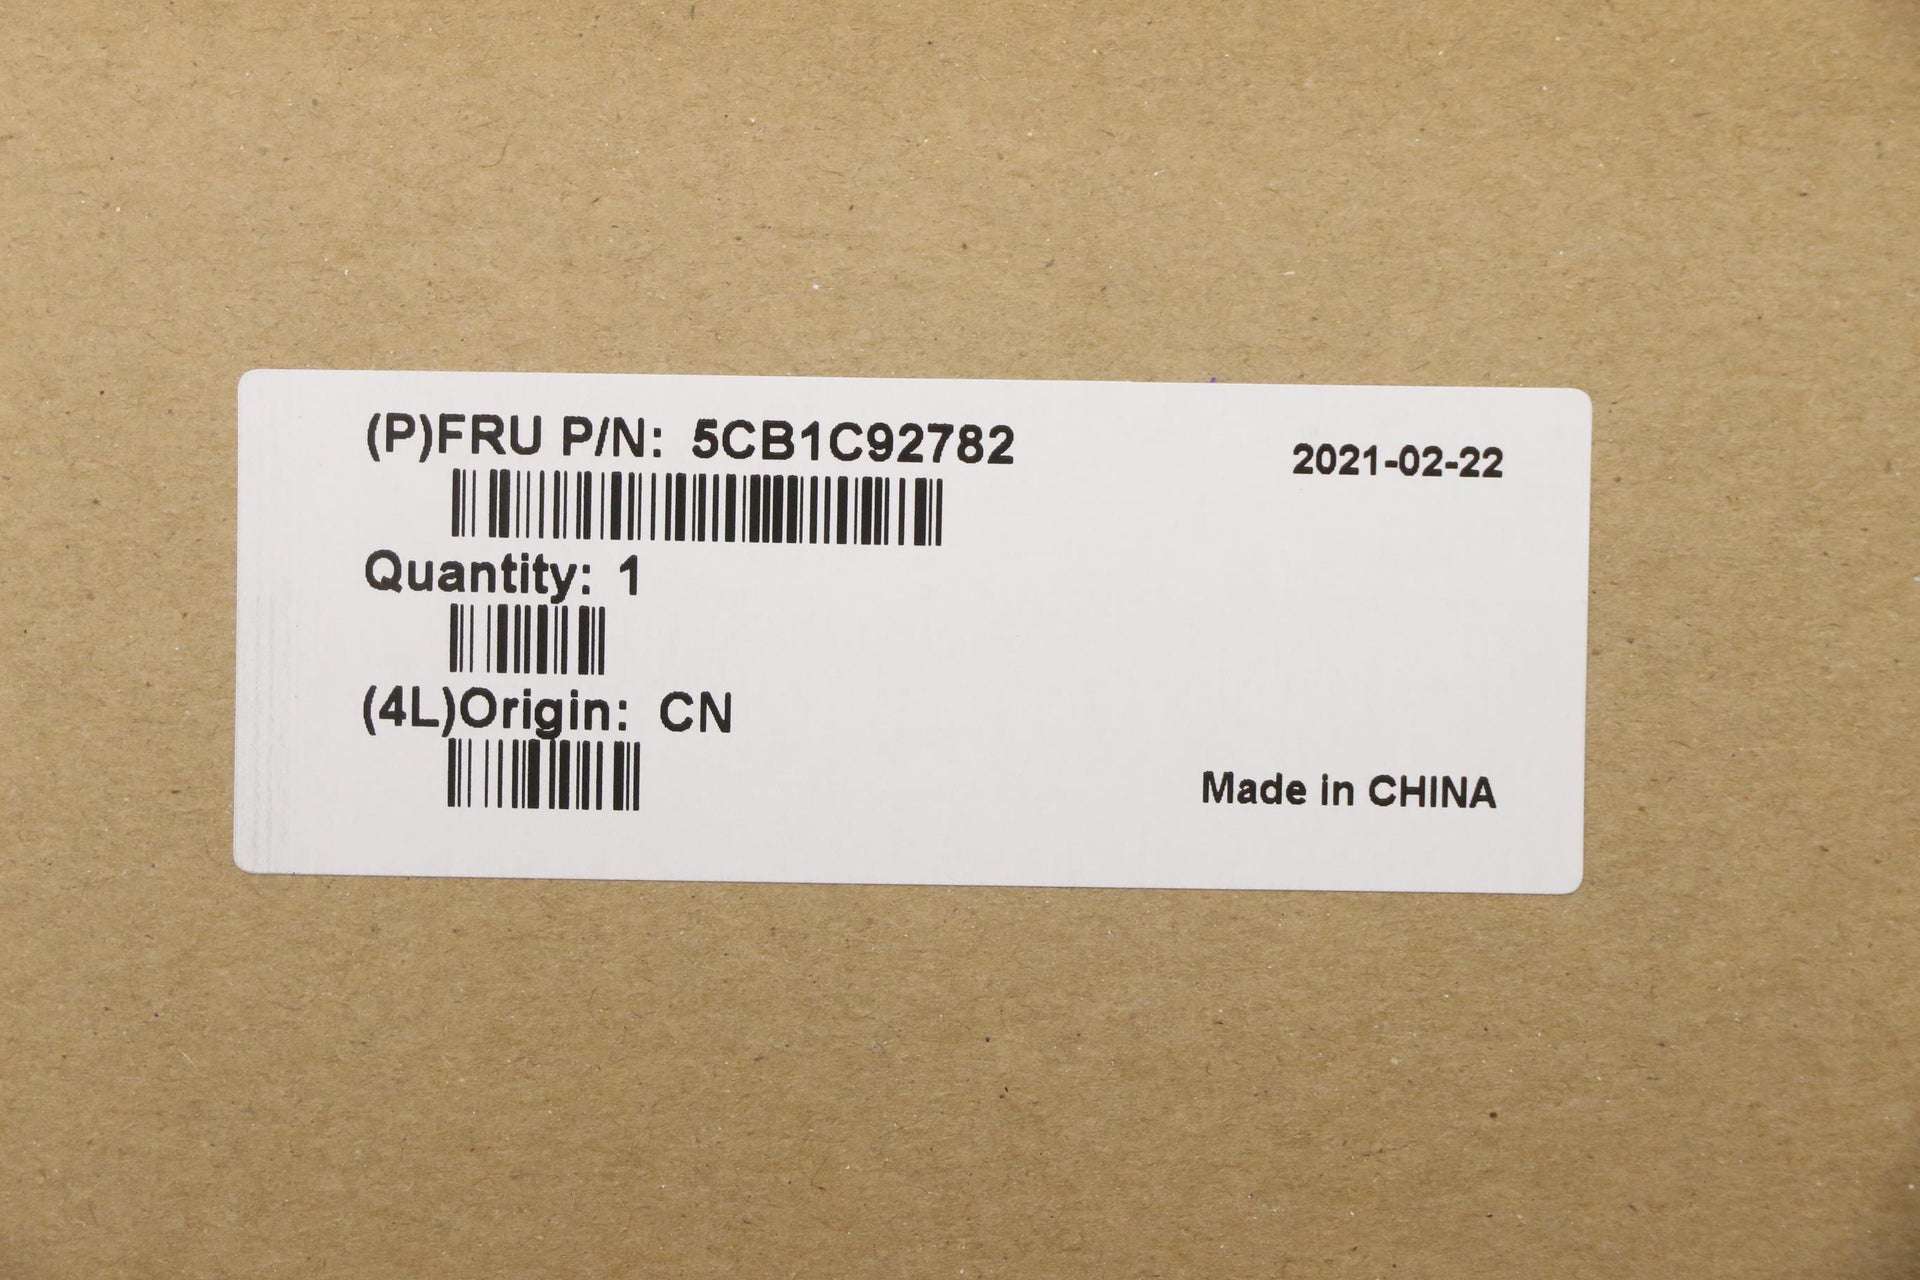 (P)FRU P/N: 5CB1C92782
2021-02-22
Quantity: 1
(4L)Origin: CN
Made in CHINA